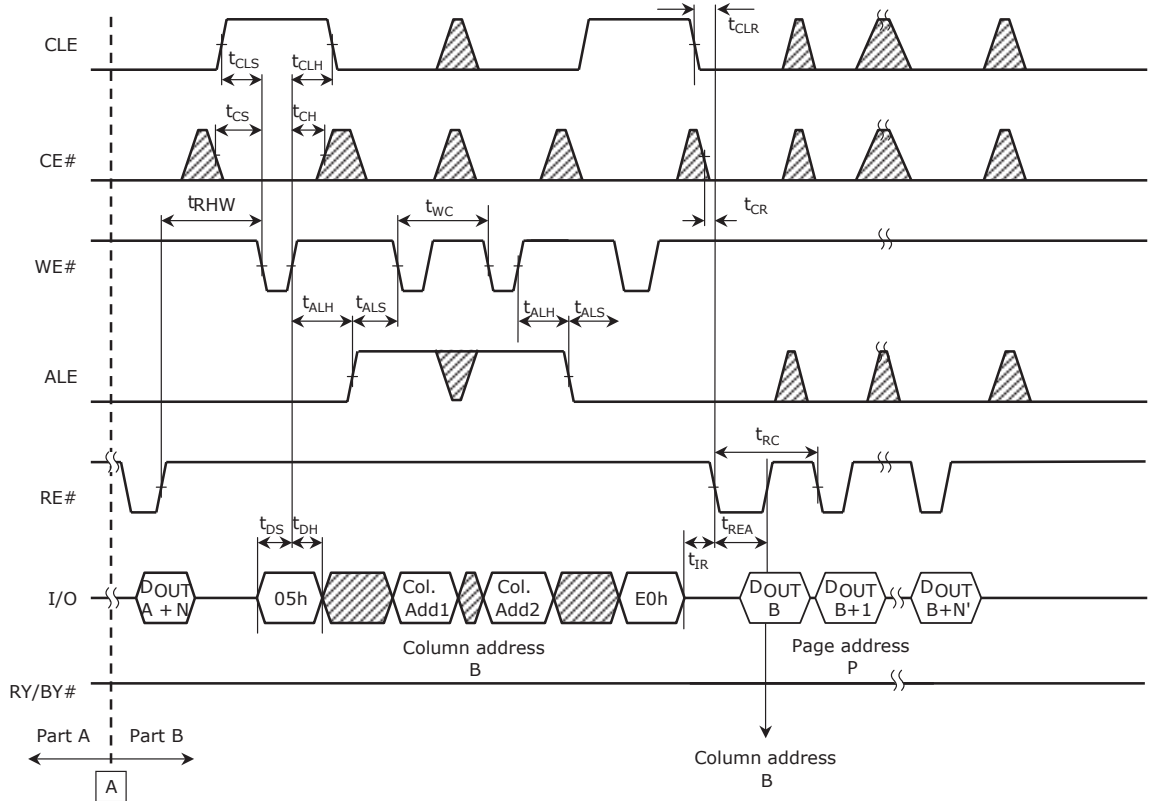 CLE
tCLR
tCLS
tCLH
tCS
tCH
CE#
tRHW
tWC
tCR
WE#
tALH
tALS
tALH
tALS
ALE
tRC
RE#
tDS
tDH
tREA
tIR
I/O
DOUT
A + N
05h
Col.
Add1
Col.
Add2
E0h
DOUT
B
DOUT
B+1
DOUT
B+N'
Column address
B
Page address
P
RY/BY#
Part A
Part B
Column address
B
A